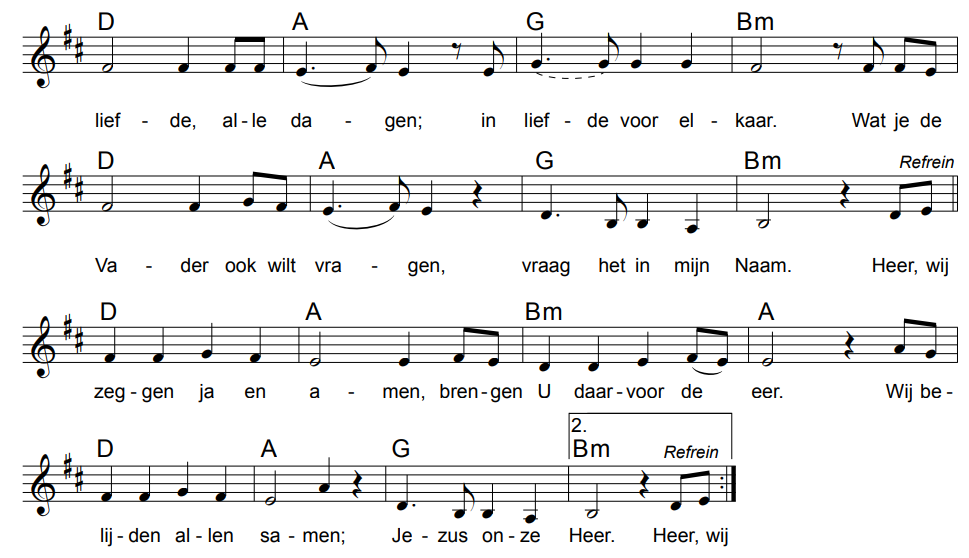 D A G Bm
lief - de, al - le da - gen; in lief - de voor el - kaar. Wat je de
D A G Bm Refrein
Va - der ook wilt vra - gen, vraag het in mijn Naam. Heer, wij
D A Bm A
zeg - gen ja en a - men, bren - gen U daar - voor de eer. Wij be -
2.
D A G Bm Refrein
lij - den al - len sa - men; Je - zus on - ze Heer. Heer, wij